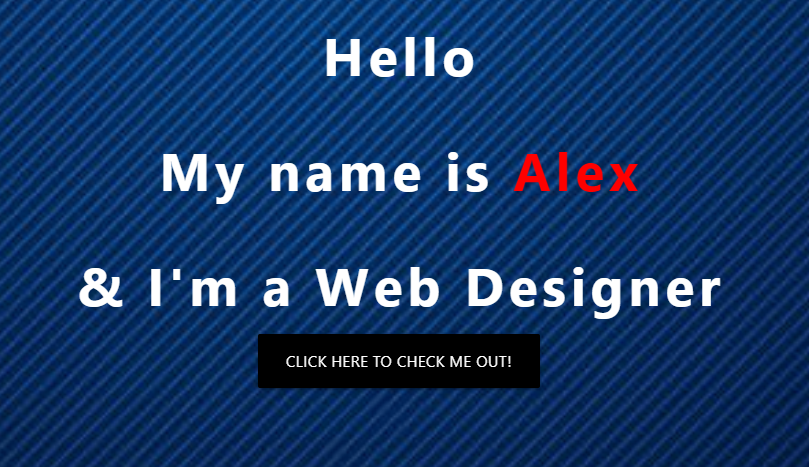 Hello
My name is Alex
& I'm a Web Designer
CLICK HERE TO CHECK ME OUT!